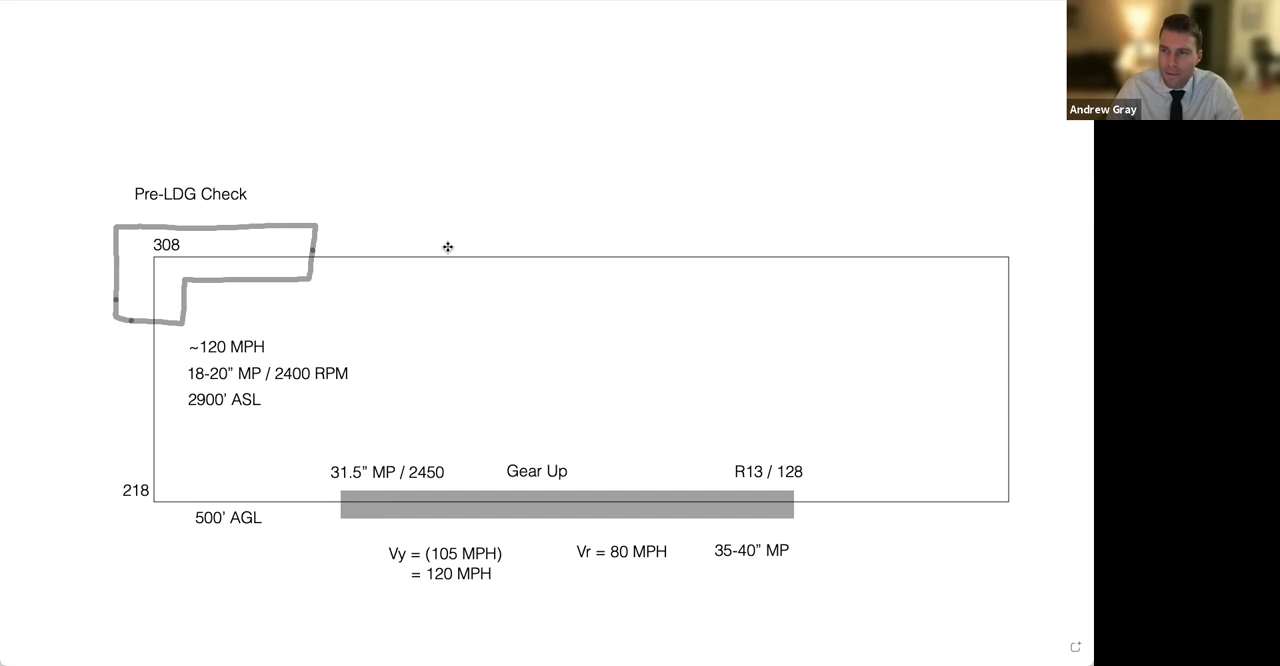 Andrew Gray
Pre-LDG Check
308
~120 MPH
18-20” MP / 2400 RPM
2900’ ASL
31.5” MP / 2450
Gear Up
R13 / 128
218
500’ AGL
Vy = (105 MPH)
= 120 MPH
Vr = 80 MPH
35-40” MP